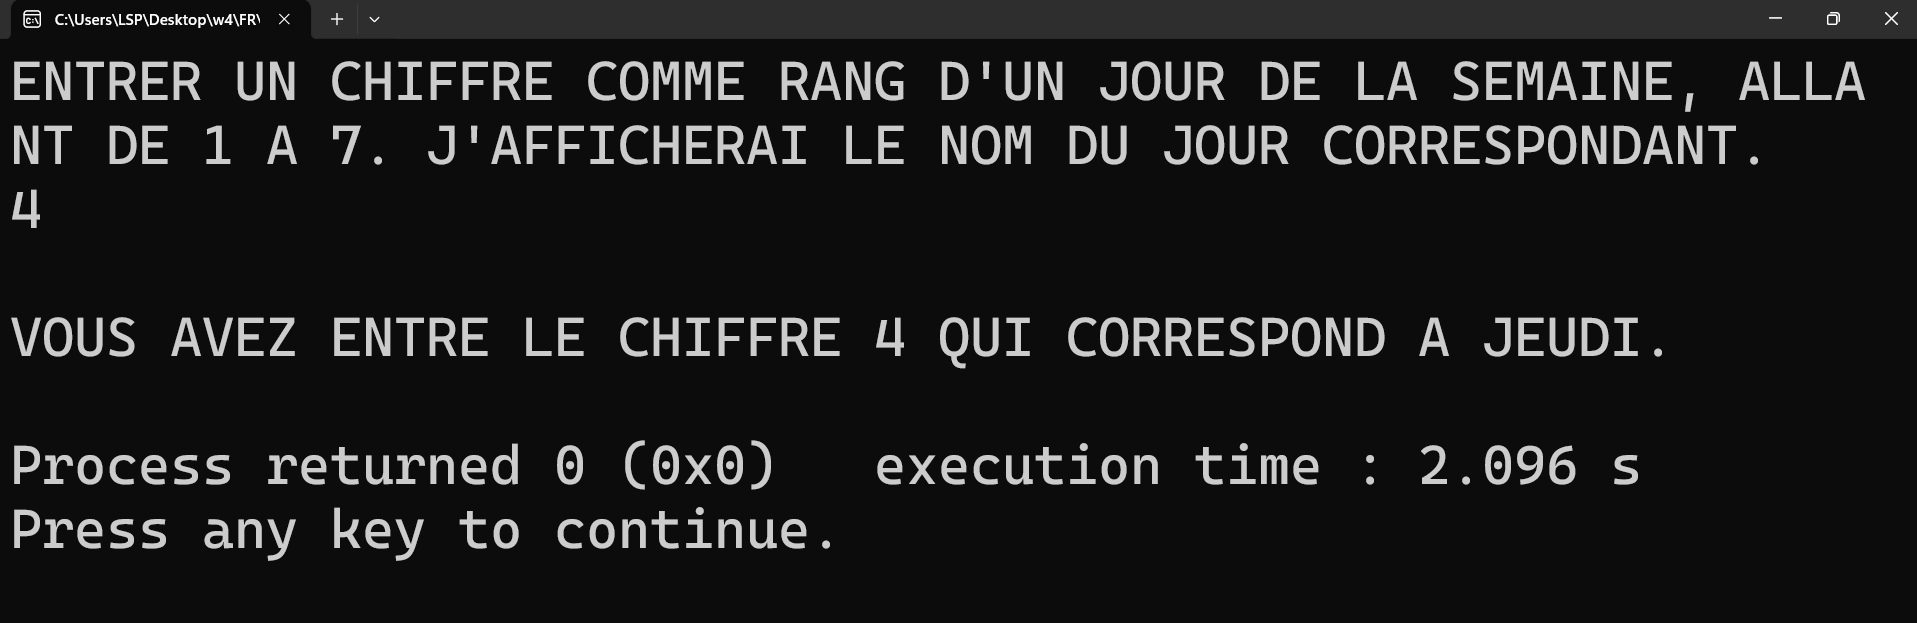 C:\Users\LSP\Desktop\w4\FR\
ENTRER UN CHIFFRE COMME RANG D'UN JOUR DE LA SEMAINE, ALLA
NT DE 1 A 7. J'AFFICHERAI LE NOM DU JOUR CORRESPONDANT.
4
VOUS AVEZ ENTRE LE CHIFFRE 4 QUI CORRESPOND A JEUDI.
Process returned 0 (0x0)   execution time : 2.096 s
Press any key to continue.